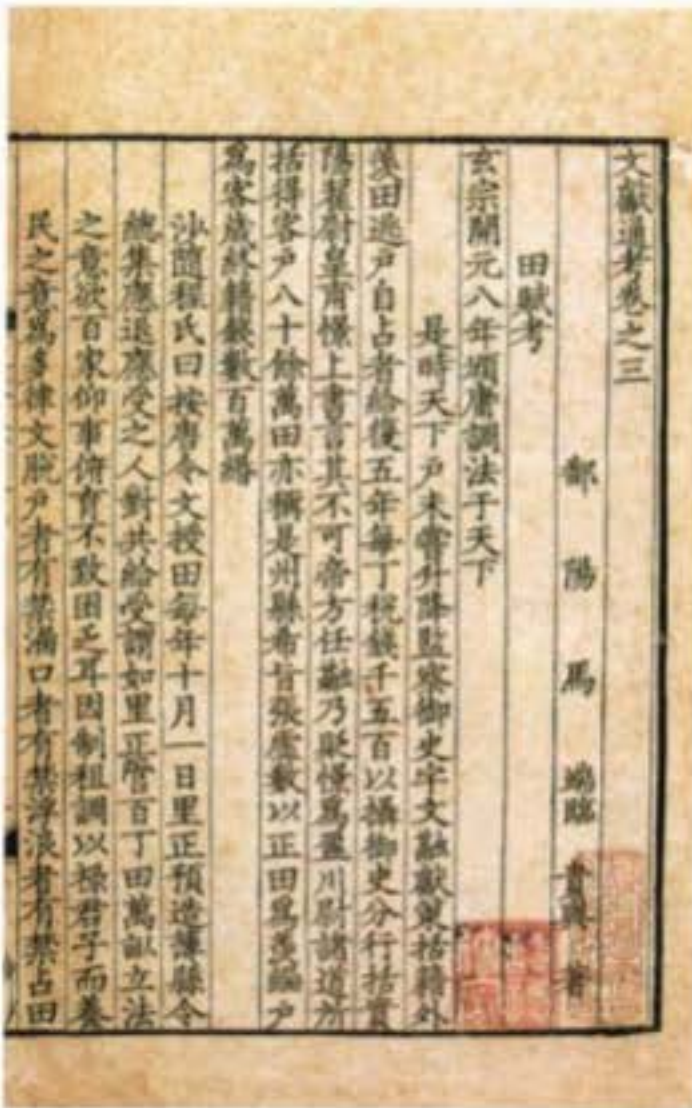 文獻通考卷之三
鄱陽馬端臨貴與著
田賦考
玄宗開元八年頒庸調法于天下
是時天下戶未嘗升降監察御史宇文融獻策括籍外
羨田逃戶自占者給復五年每丁稅錢千五百以攝御史分行括實
陽翟尉皇甫憬上書言其不可帝方任融乃貶憬為盈川尉諸道所
括得客戶八十餘萬田亦稱是州縣希旨張虛數以正田為羨編戶
為客歲終籍錢數百萬緡
沙隨程氏曰按唐令文授田每年十月一日里正預造簿縣令
總集應退應受之人對共給受謂如里正管百丁田萬畝立法
之意欲百家仰事俯育不致困乏耳因制租調以祿君子而養
民之意為多律文脫戶者有禁漏口者有禁浮浪者有禁占田